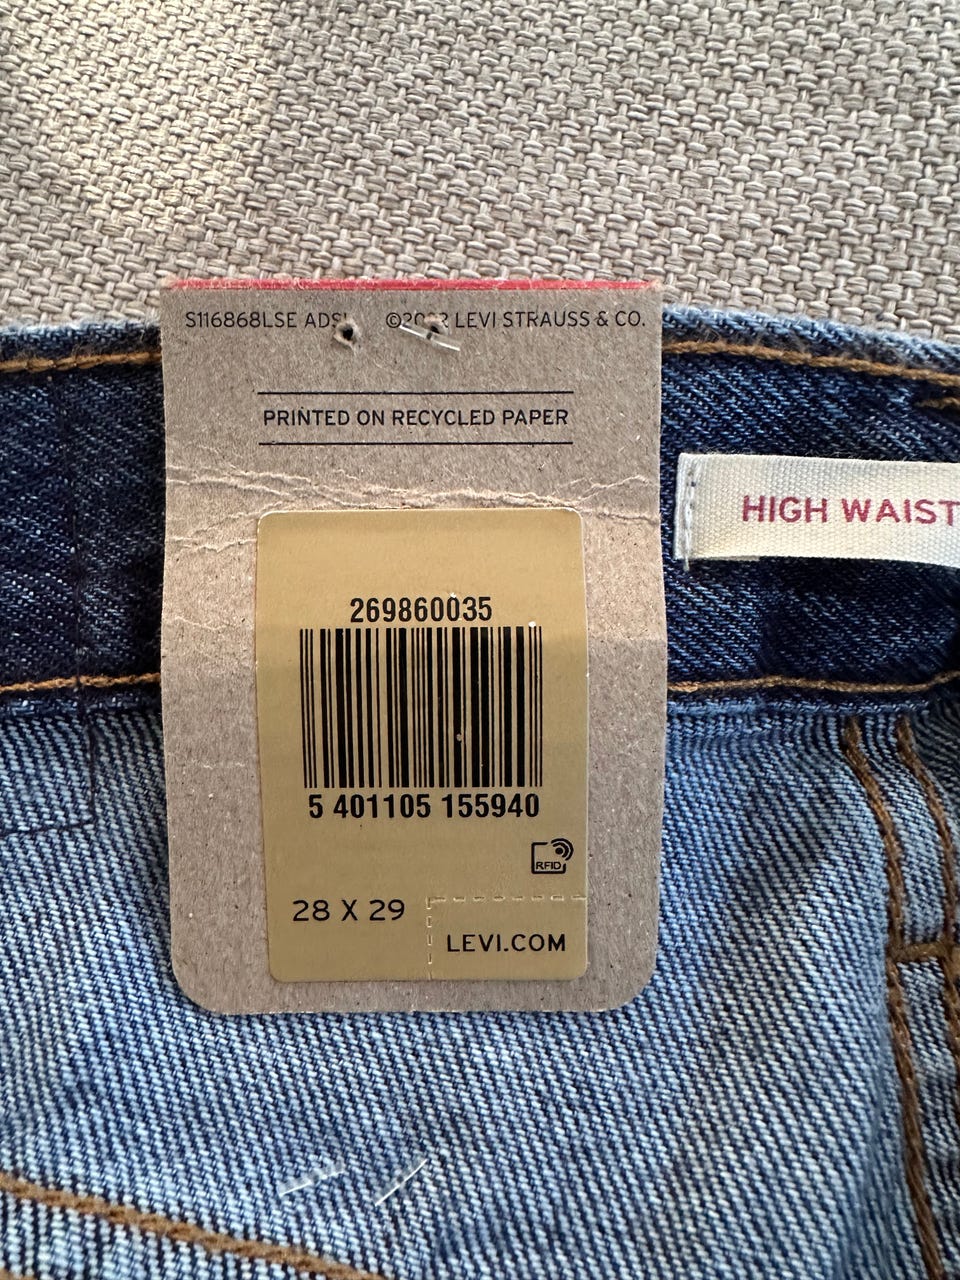 S116868LSE LEVI STRAUSS & CO.
PRINTED ON RECYCLED PAPER
HIGH WAIST
269860035
5 401105 155940
RFID
28 X 29
LEVI.COM